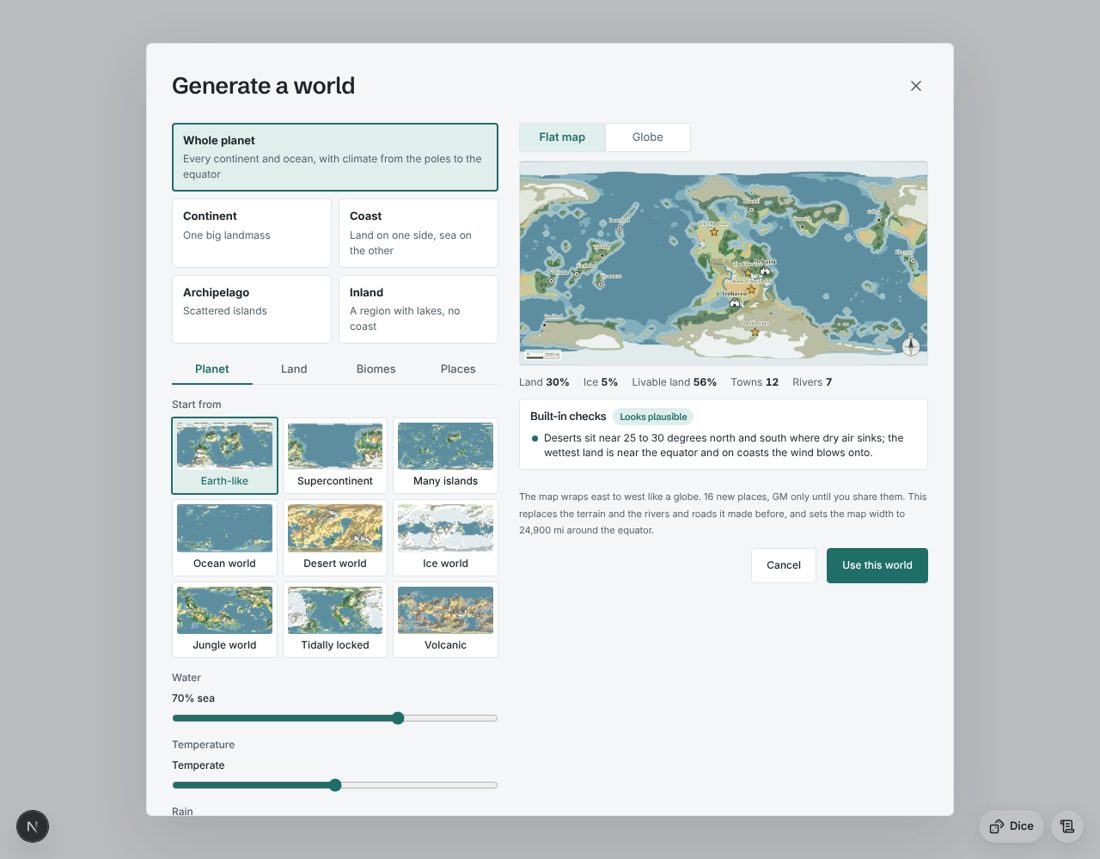 Generate a world
Whole planet
Every continent and ocean, with climate from the poles to the
equator
Continent
One big landmass
Coast
Land on one side, sea on
the other
Archipelago
Scattered islands
Inland
A region with lakes, no
coast
Planet
Land
Biomes
Places
Start from
Earth-like
Supercontinent
Many islands
Ocean world
Desert world
Ice world
Jungle world
Tidally locked
Volcanic
Water
70% sea
Temperature
Temperate
Rain
Flat map
Globe
Land 30% Ice 5% Livable land 56% Towns 12 Rivers 7
Built-in checks Looks plausible
Deserts sit near 25 to 30 degrees north and south where dry air sinks; the
wettest land is near the equator and on coasts the wind blows onto.
The map wraps east to west like a globe. 16 new places, GM only until you share them. This
replaces the terrain and the rivers and roads it made before, and sets the map width to
24,900 mi around the equator.
Cancel
Use this world
N
Dice